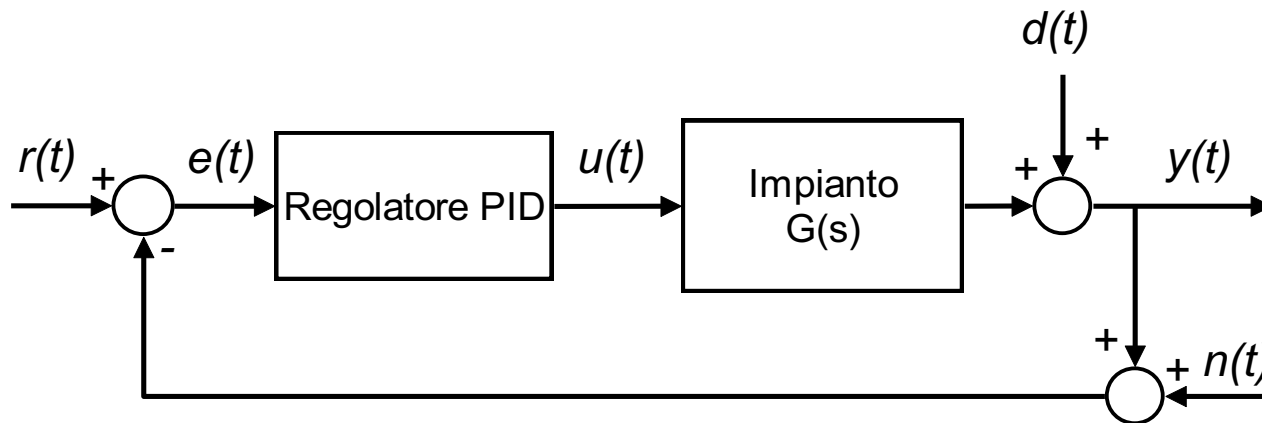 d(t)
r(t)
+
e(t)
Regolatore PID
u(t)
Impianto
G(s)
+
+
y(t)
-
+
+
n(t)